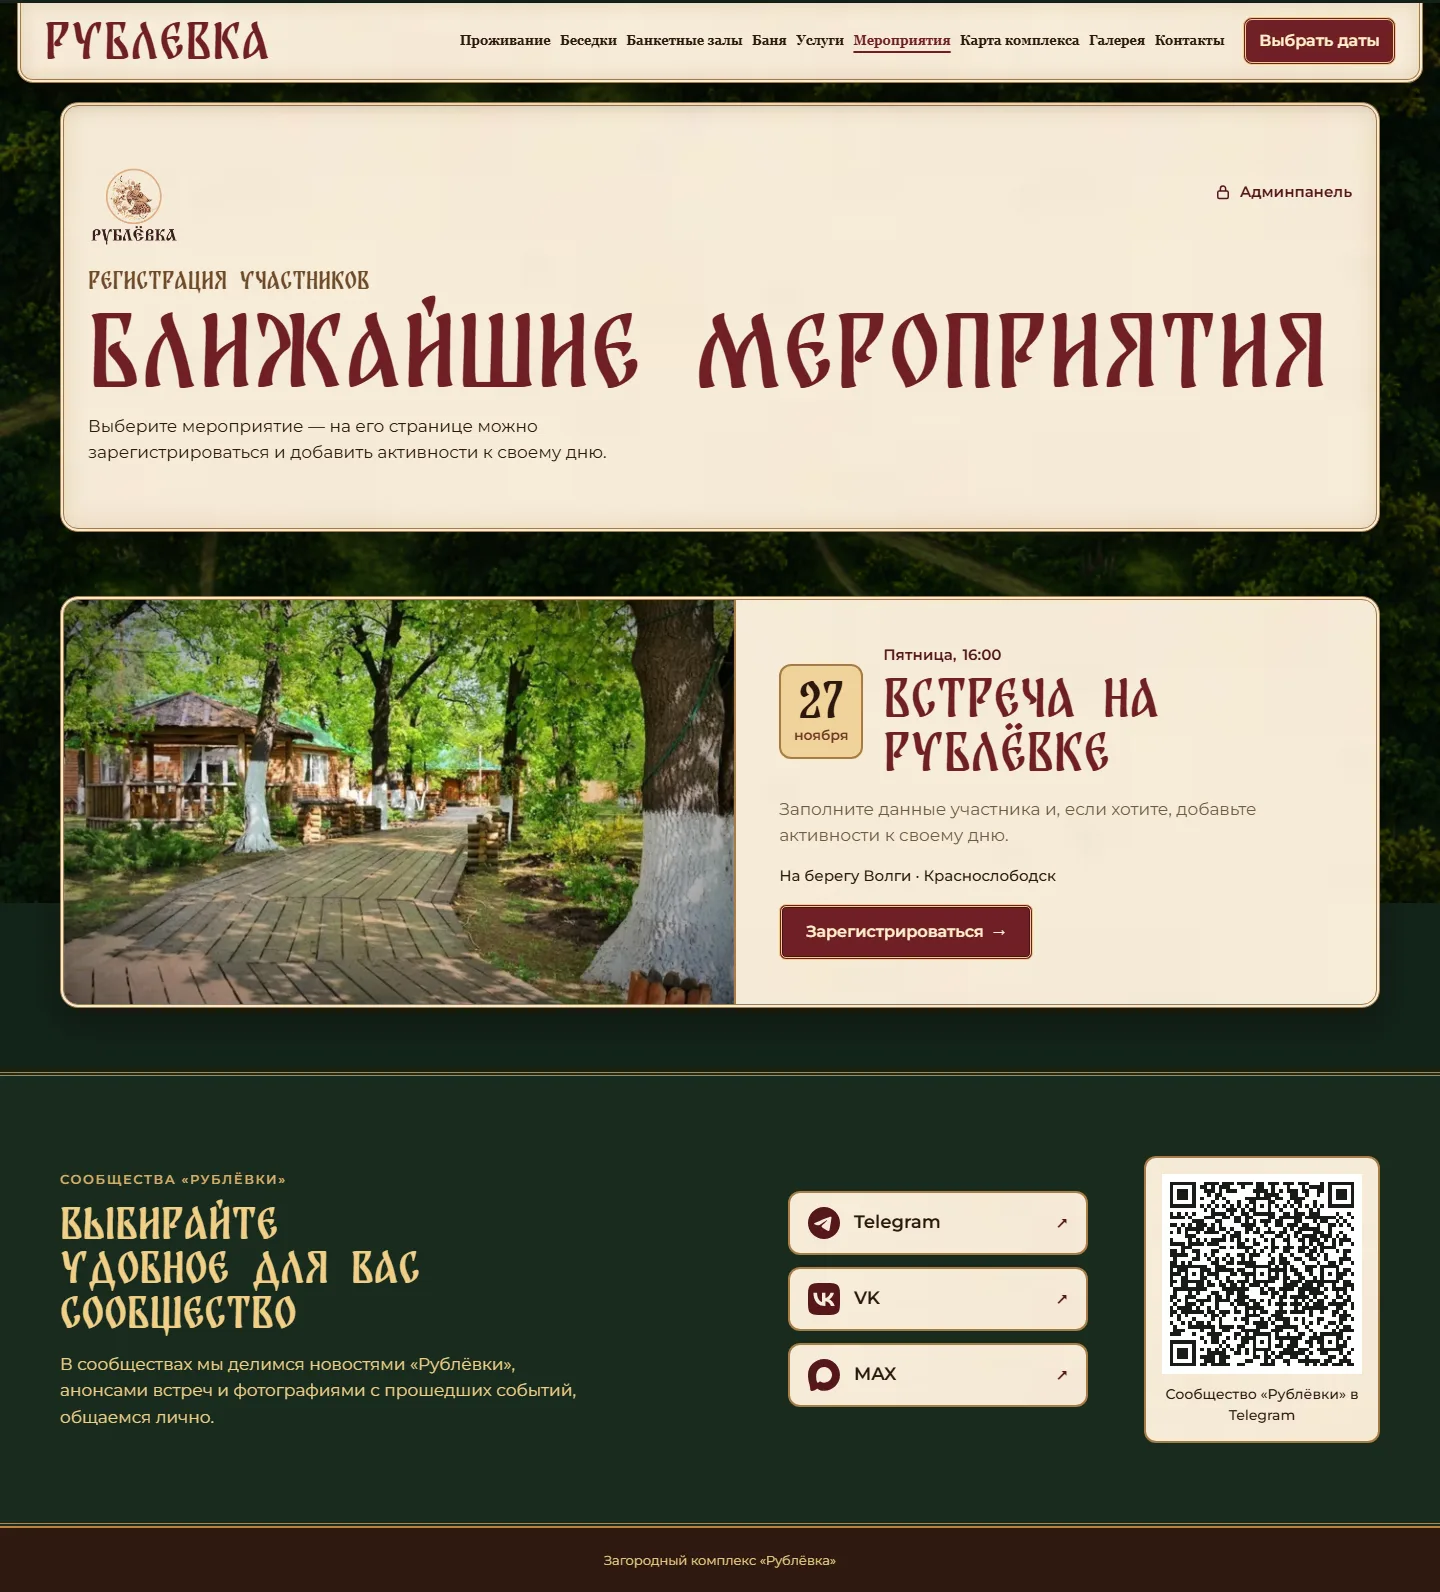 РУБЛЕВКА
Проживание Беседки Банкетные залы Баня Услуги Мероприятия Карта комплекса Галерея Контакты Выбрать даты
РУБЛЁВКА
Админпанель
РЕГИСТРАЦИЯ УЧАСТНИКОВ
БЛИЖАЙШИЕ МЕРОПРИЯТИЯ
Выберите мероприятие — на его странице можно
зарегистрироваться и добавить активности к своему дню.
27
ноября
Пятница, 16:00
ВСТРЕЧА НА
РУБЛЁВКЕ
Заполните данные участника и, если хотите, добавьте
активности к своему дню.
На берегу Волги · Краснослободск
Зарегистрироваться →
СООБЩЕСТВА «РУБЛЁВКИ»
ВЫБИРАЙТЕ
УДОБНОЕ ДЛЯ ВАС
СООБЩЕСТВО
В сообществах мы делимся новостями «Рублёвки»,
анонсами встреч и фотографиями с прошедших событий,
общаемся лично.
Telegram ↗
VK ↗
MAX ↗
Сообщество «Рублёвки» в
Telegram
Загородный комплекс «Рублёвка»